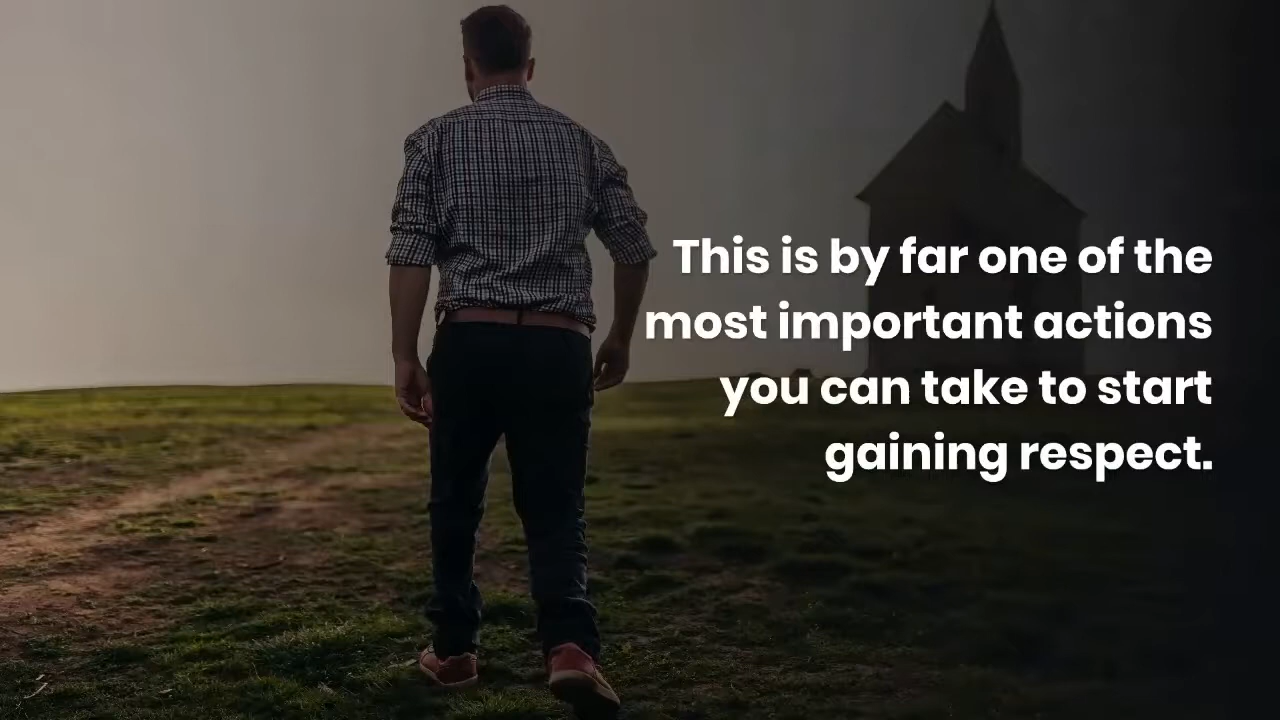 This is by far one of the
most important actions
you can take to start
gaining respect.